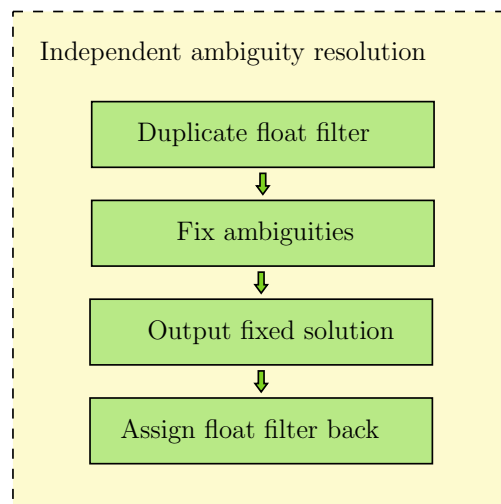 Independent ambiguity resolution
Duplicate float filter
Fix ambiguities
Output fixed solution
Assign float filter back